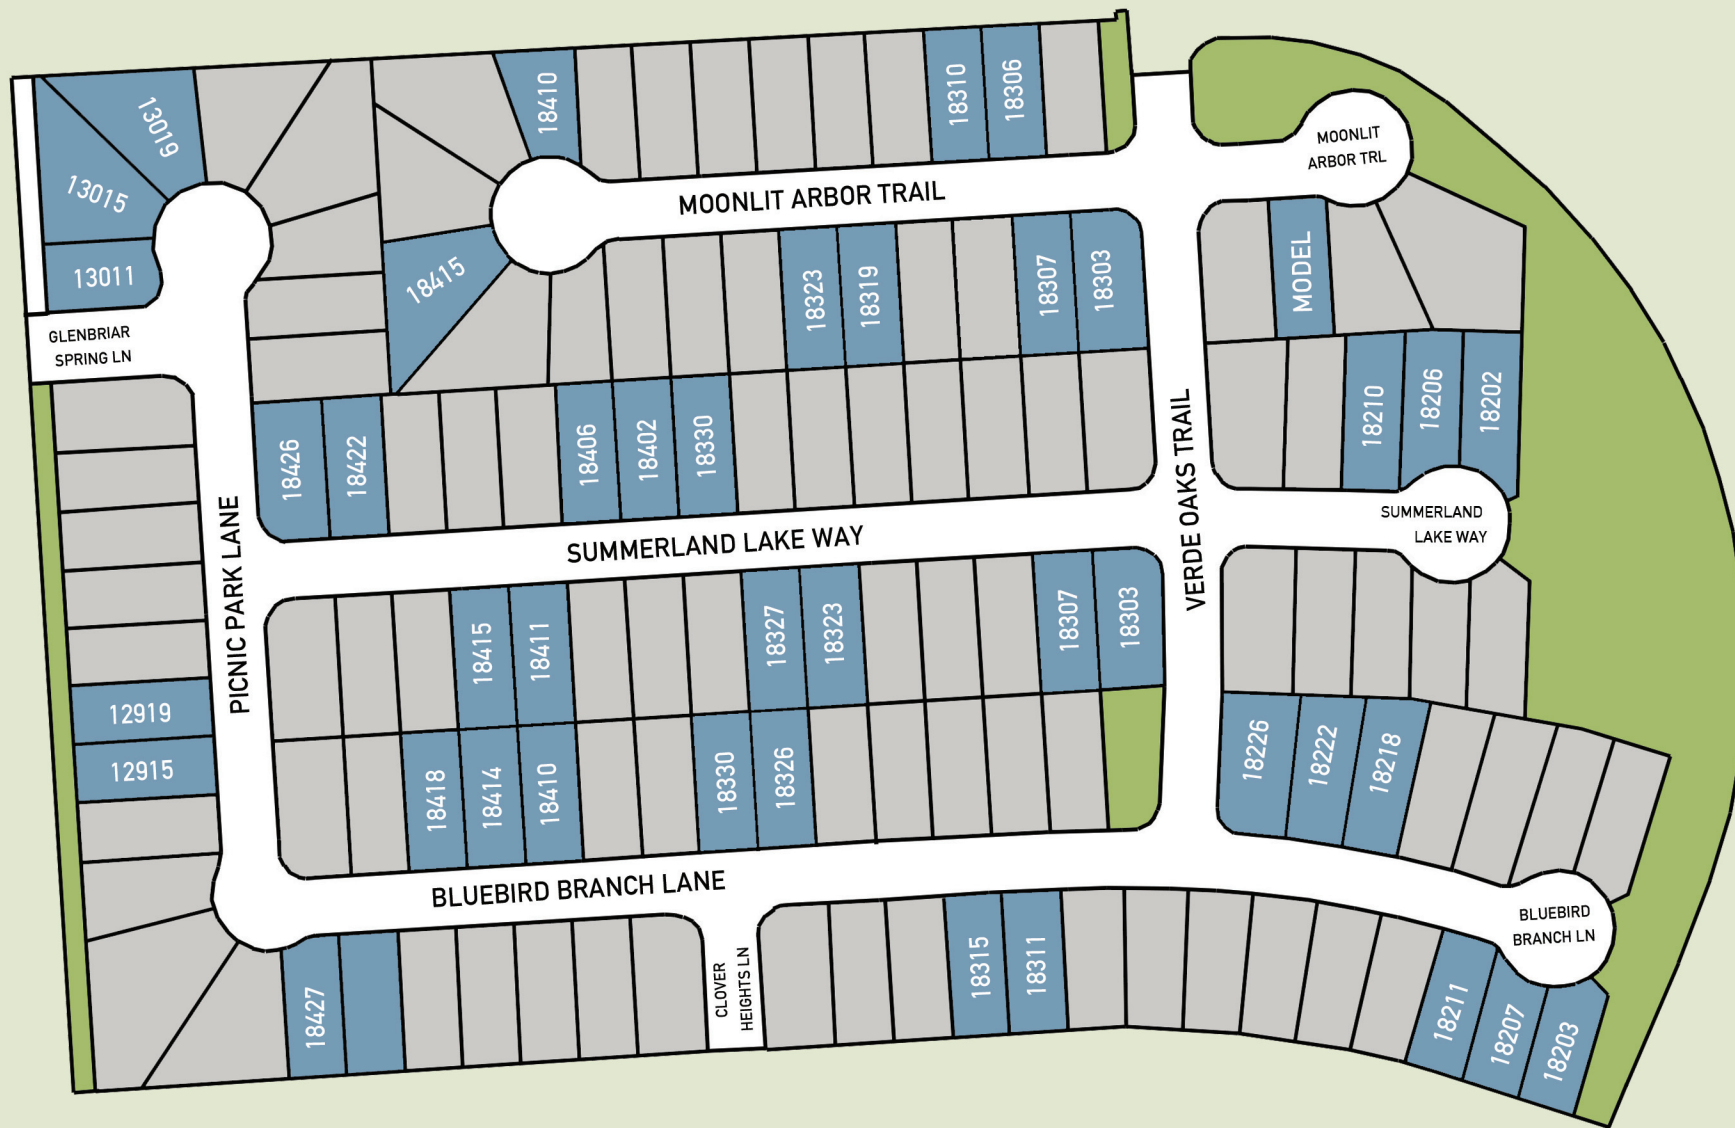 13019
13015
13011
18410
18310
18306
MOONLIT
ARBOR TRL
MOONLIT ARBOR TRAIL
GLENBRIAR
SPRING LN
18415
18323
18319
18307
18303
MODEL
18426
18422
18406
18402
18330
18210
18206
18202
PICNIC PARK LANE
SUMMERLAND LAKE WAY
VERDE OAKS TRAIL
SUMMERLAND
LAKE WAY
18415
18411
18327
18323
18307
18303
12919
12915
18418
18414
18410
18330
18326
18226
18222
18218
BLUEBIRD BRANCH LANE
BLUEBIRD
BRANCH LN
18427
CLOVER
HEIGHTS LN
18315
18311
18211
18207
18203